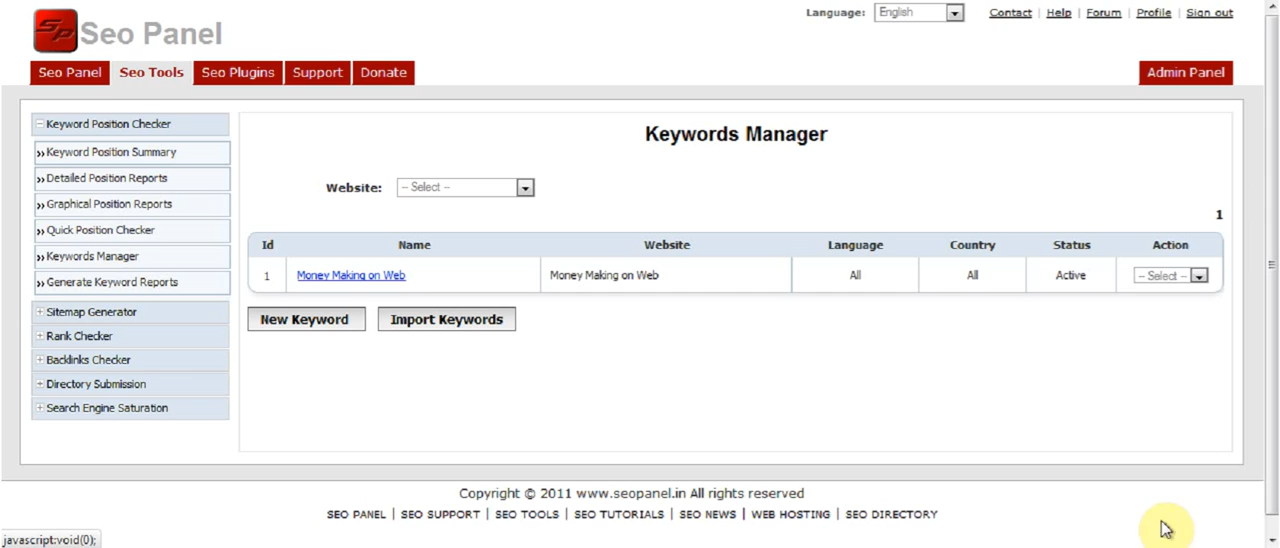 Language: English Contact | Help | Forum | Profile | Sign out
SP Seo Panel
Seo Panel Seo Tools Seo Plugins Support Donate Admin Panel
Keyword Position Checker
Keywords Manager
Keyword Position Summary
Detailed Position Reports
Website: -- Select --
Graphical Position Reports
1
Quick Position Checker
Id Name Website Language Country Status Action
Keywords Manager
1 Money Making on Web Money Making on Web All All Active -- Select --
Generate Keyword Reports
Sitemap Generator
New Keyword Import Keywords
Rank Checker
Backlinks Checker
Directory Submission
Search Engine Saturation
Copyright © 2011 www.seopanel.in All rights reserved
SEO PANEL | SEO SUPPORT | SEO TOOLS | SEO TUTORIALS | SEO NEWS | WEB HOSTING | SEO DIRECTORY
javascript:void(0);